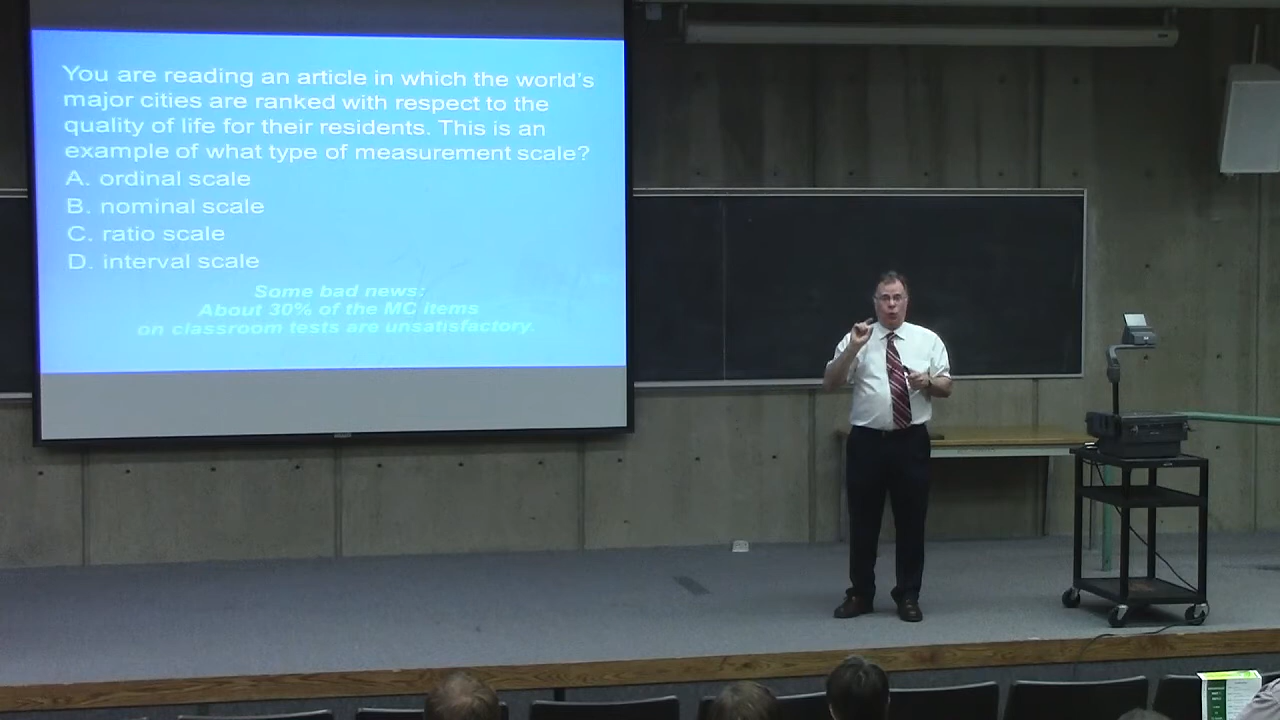 You are reading an article in which the world's
major cities are ranked with respect to the
quality of life for their residents. This is an
example of what type of measurement scale?
A. ordinal scale
B. nominal scale
C. ratio scale
D. interval scale
Some bad news:
About 30% of the MC items
on classroom tests are unsatisfactory.